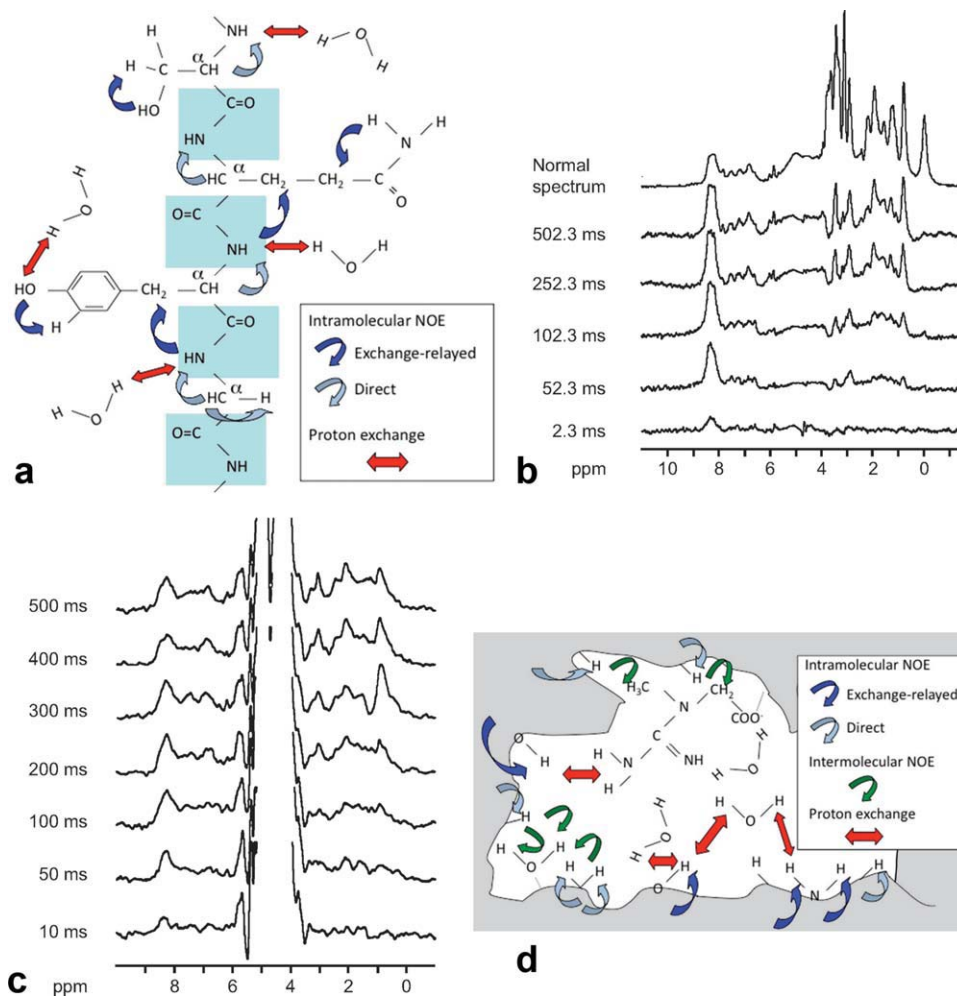 a
H
NH
H
O
H
H
C
α
CH
HO
C=O
HN
H
N
H
α
HC
CH₂
CH₂
C
O
O=C
H
O
H
NH
H
O
H
HO
CH₂
CH
α
H
C=O
HN
H
O
H
α
HC
H
O=C
NH
Intramolecular NOE
Exchange-relayed
Direct
Proton exchange
b
Normal
spectrum
502.3 ms
252.3 ms
102.3 ms
52.3 ms
2.3 ms
ppm
10 8 6 4 2 0
c
500 ms
400 ms
300 ms
200 ms
100 ms
50 ms
10 ms
ppm
8 6 4 2 0
d
H
H₃C
H
N
CH₂
COO⁻
O
H
C
H
N
H
NH
H
O
H
H
H
O
H
H
O
H
H
O
H
H
H
O
H
H
H
N
H
H
Intramolecular NOE
Exchange-relayed
Direct
Intermolecular NOE
Proton exchange